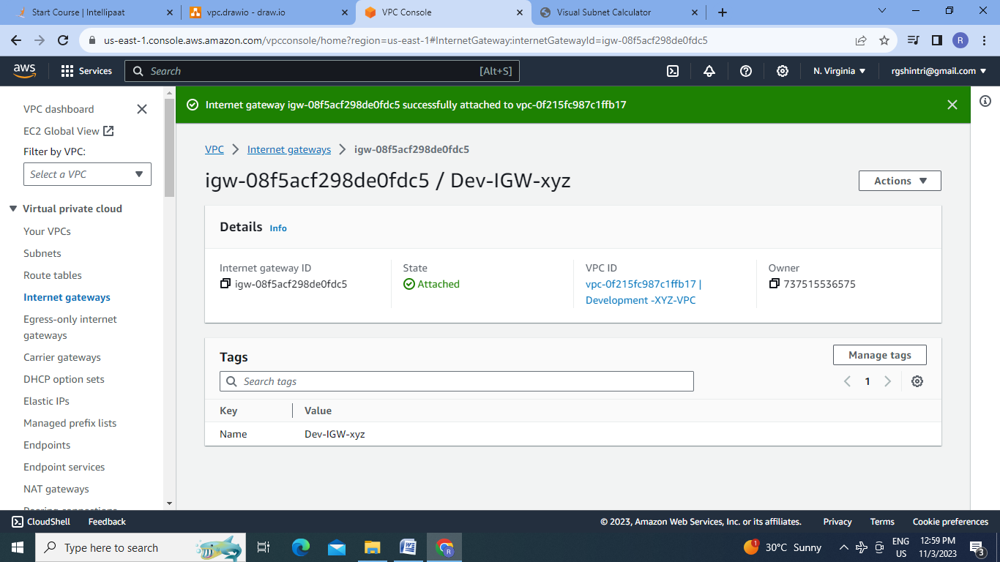 Start Course | Intellipaat
vpc.drawio - draw.io
VPC Console
Visual Subnet Calculator
us-east-1.console.aws.amazon.com/vpcconsole/home?region=us-east-1#InternetGateway:internetGatewayId=igw-08f5acf298de0fdc5
R
aws
Services
Search
[Alt+S]
N. Virginia
rgshintri@gmail.com
VPC dashboard
EC2 Global View
Filter by VPC:
Select a VPC
Virtual private cloud
Your VPCs
Subnets
Route tables
Internet gateways
Egress-only internet
gateways
Carrier gateways
DHCP option sets
Elastic IPs
Managed prefix lists
Endpoints
Endpoint services
NAT gateways
Peering connections
Internet gateway igw-08f5acf298de0fdc5 successfully attached to vpc-0f215fc987c1ffb17
VPC
Internet gateways
igw-08f5acf298de0fdc5
igw-08f5acf298de0fdc5 / Dev-IGW-xyz
Actions
Details Info
Internet gateway ID
igw-08f5acf298de0fdc5
State
Attached
VPC ID
vpc-0f215fc987c1ffb17 |
Development -XYZ-VPC
Owner
737515536575
Tags
Manage tags
Search tags
1
Key
Value
Name
Dev-IGW-xyz
CloudShell
Feedback
© 2023, Amazon Web Services, Inc. or its affiliates.
Privacy
Terms
Cookie preferences
Type here to search
R
1
30°C Sunny
ENG
US
12:59 PM
11/3/2023
3